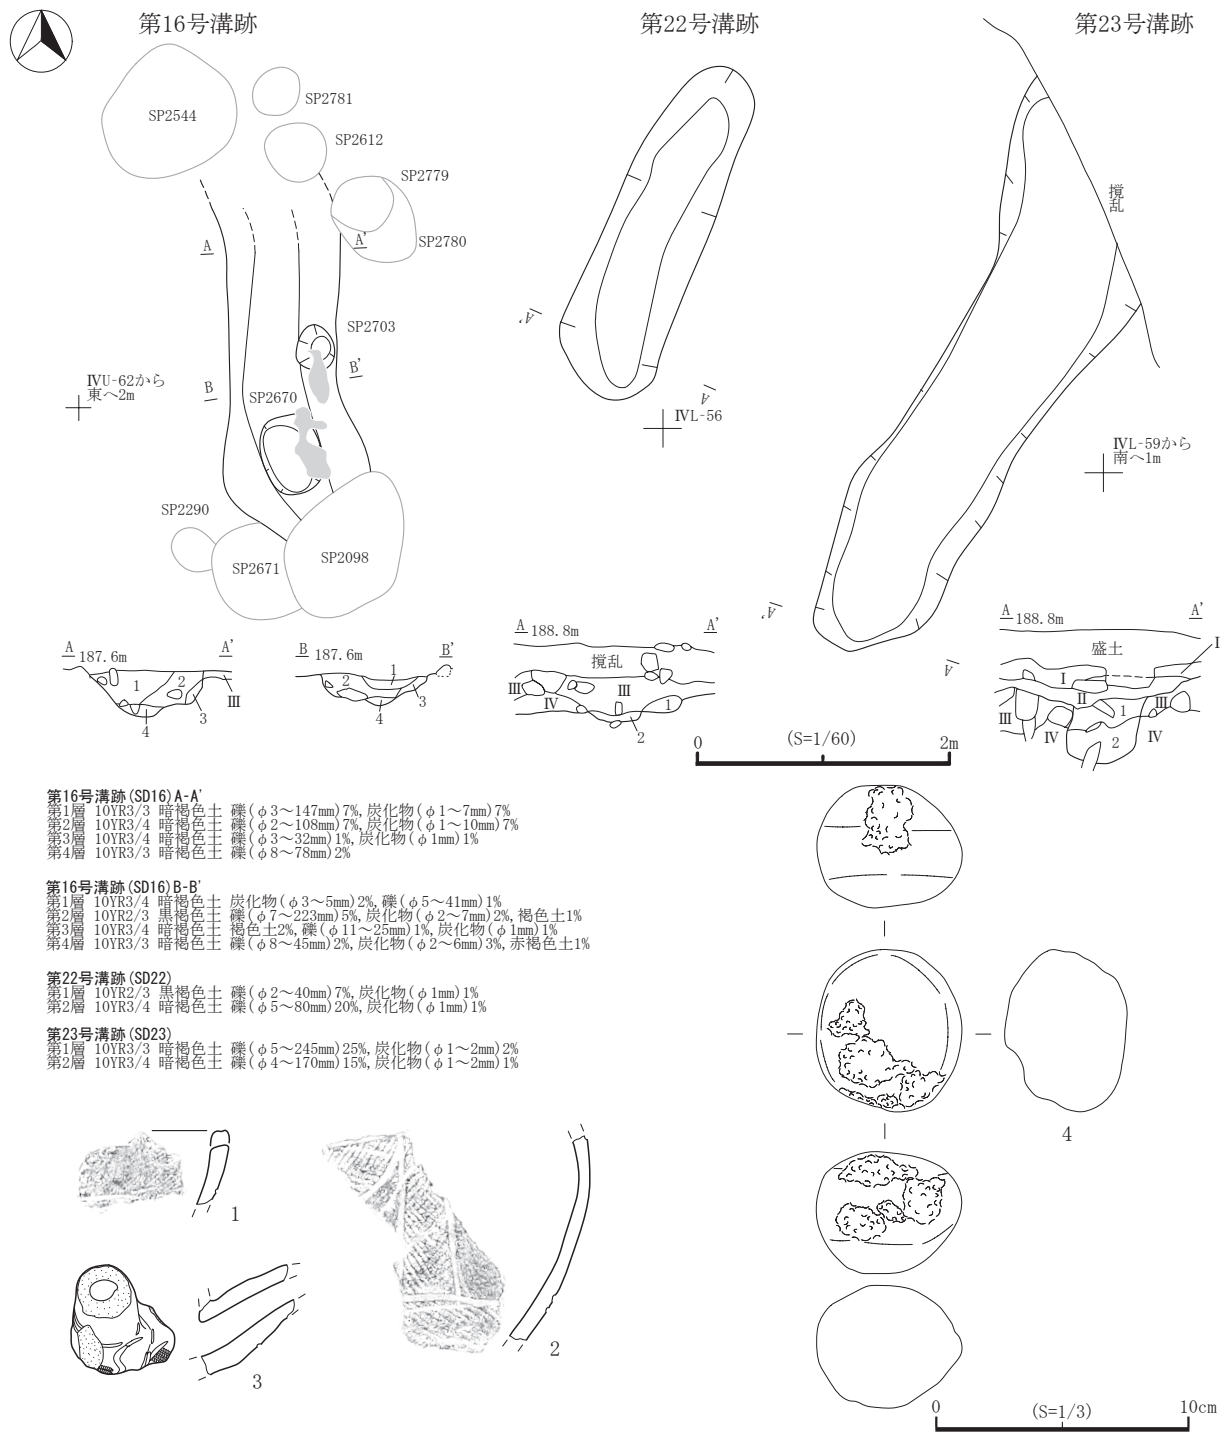 第16号溝跡
第22号溝跡
第23号溝跡
SP2544
SP2781
SP2612
SP2779
SP2780
A
A'
SP2703
B
B'
SP2670
ⅣU-62から
東へ2m
SP2290
SP2671
SP2098
A'
A
ⅣL-56
撹乱
ⅣL-59から
南へ1m
A'
A
A 187.6m
A'
1
2
Ⅲ
3
4
B 187.6m
B'
1
2
3
4
A 188.8m
A'
撹乱
Ⅲ
Ⅲ
Ⅳ
1
2
A 188.8m
A'
盛土
Ⅰ
Ⅰ
Ⅱ
Ⅲ
1
Ⅲ
Ⅳ
2
Ⅳ
0
(S=1/60)
2m
第16号溝跡(SD16)A-A'
第1層 10YR3/3 暗褐色土 礫(φ3～147mm)7%,炭化物(φ1～7mm)7%
第2層 10YR3/4 暗褐色土 礫(φ2～108mm)7%,炭化物(φ1～10mm)7%
第3層 10YR3/4 暗褐色土 礫(φ3～32mm)1%,炭化物(φ1mm)1%
第4層 10YR3/3 暗褐色土 礫(φ8～78mm)2%
第16号溝跡(SD16)B-B'
第1層 10YR3/4 暗褐色土 炭化物(φ3～5mm)2%,礫(φ5～41mm)1%
第2層 10YR2/3 黒褐色土 礫(φ7～223mm)5%,炭化物(φ2～7mm)2%,褐色土1%
第3層 10YR3/4 暗褐色土 褐色土2%,礫(φ11～25mm)1%,炭化物(φ1mm)1%
第4層 10YR3/3 暗褐色土 礫(φ8～45mm)2%,炭化物(φ2～6mm)3%,赤褐色土1%
第22号溝跡(SD22)
第1層 10YR2/3 黒褐色土 礫(φ2～40mm)7%,炭化物(φ1mm)1%
第2層 10YR3/4 暗褐色土 礫(φ5～80mm)20%,炭化物(φ1mm)1%
第23号溝跡(SD23)
第1層 10YR3/3 暗褐色土 礫(φ5～245mm)25%,炭化物(φ1～2mm)2%
第2層 10YR3/4 暗褐色土 礫(φ4～170mm)15%,炭化物(φ1～2mm)1%
1
2
3
4
0
(S=1/3)
10cm